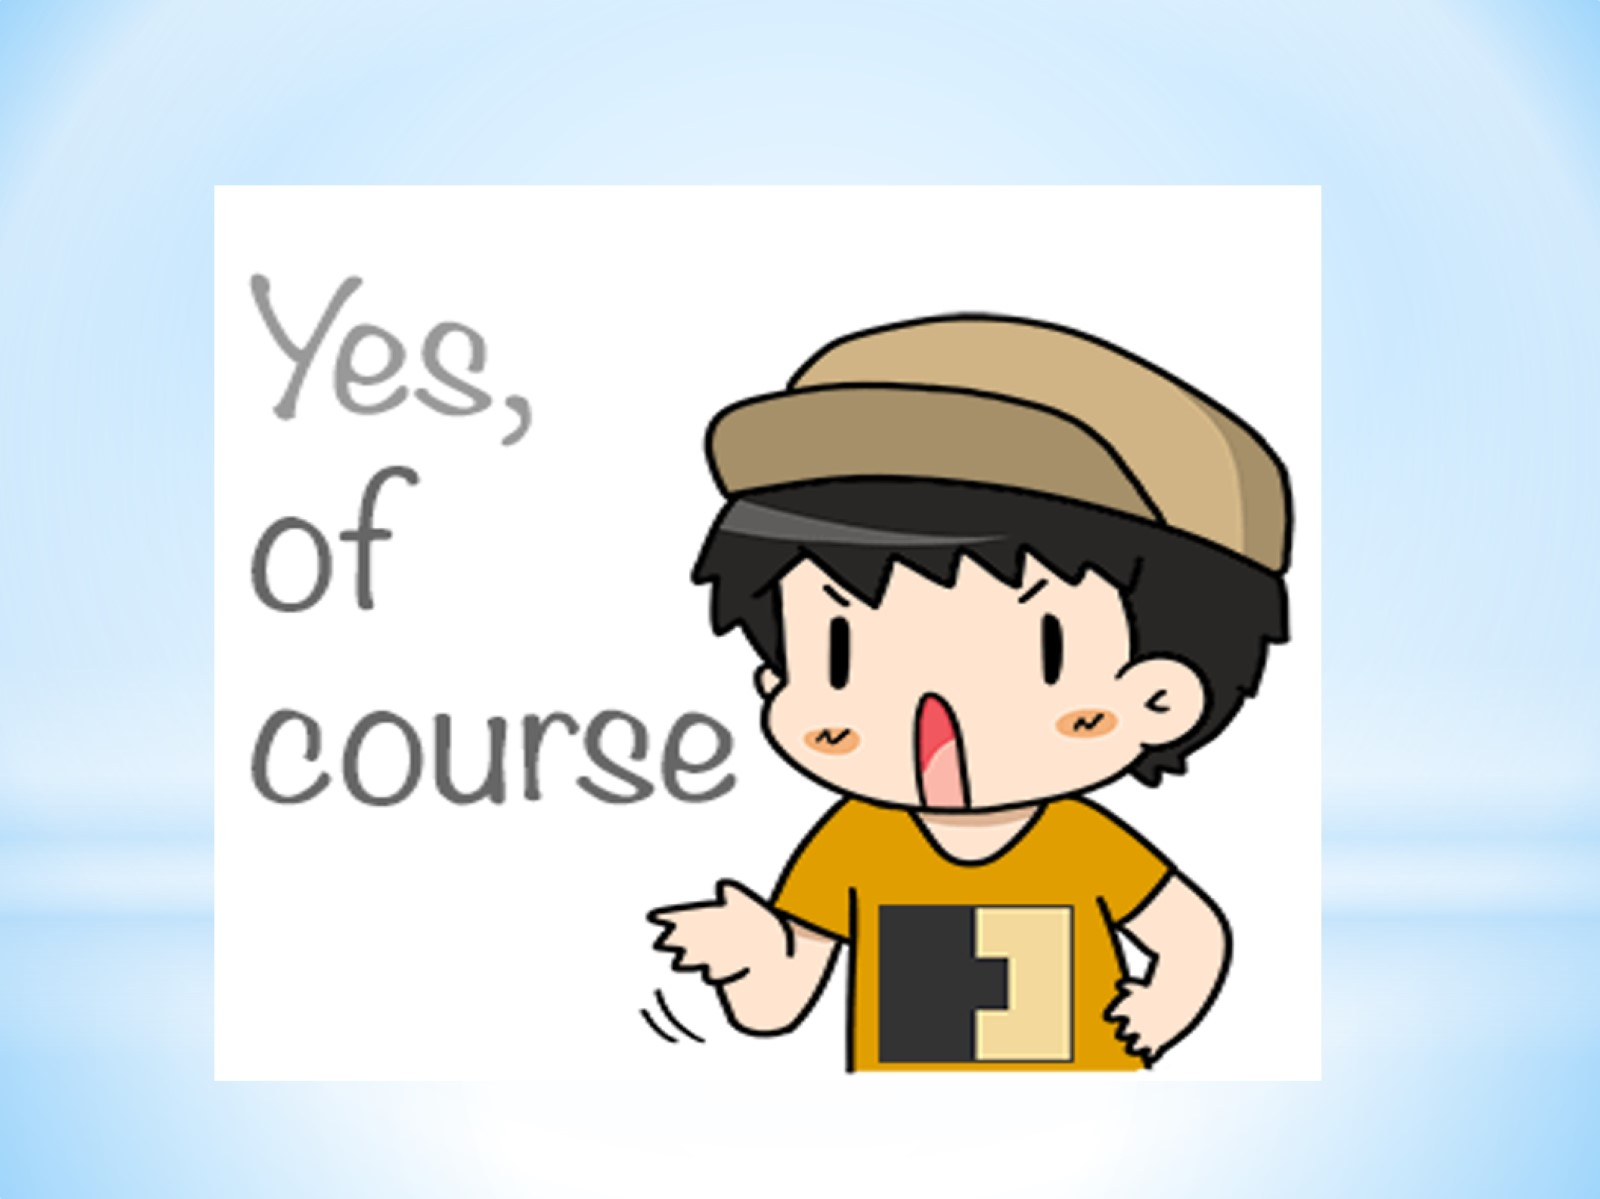 Yes,
of
course